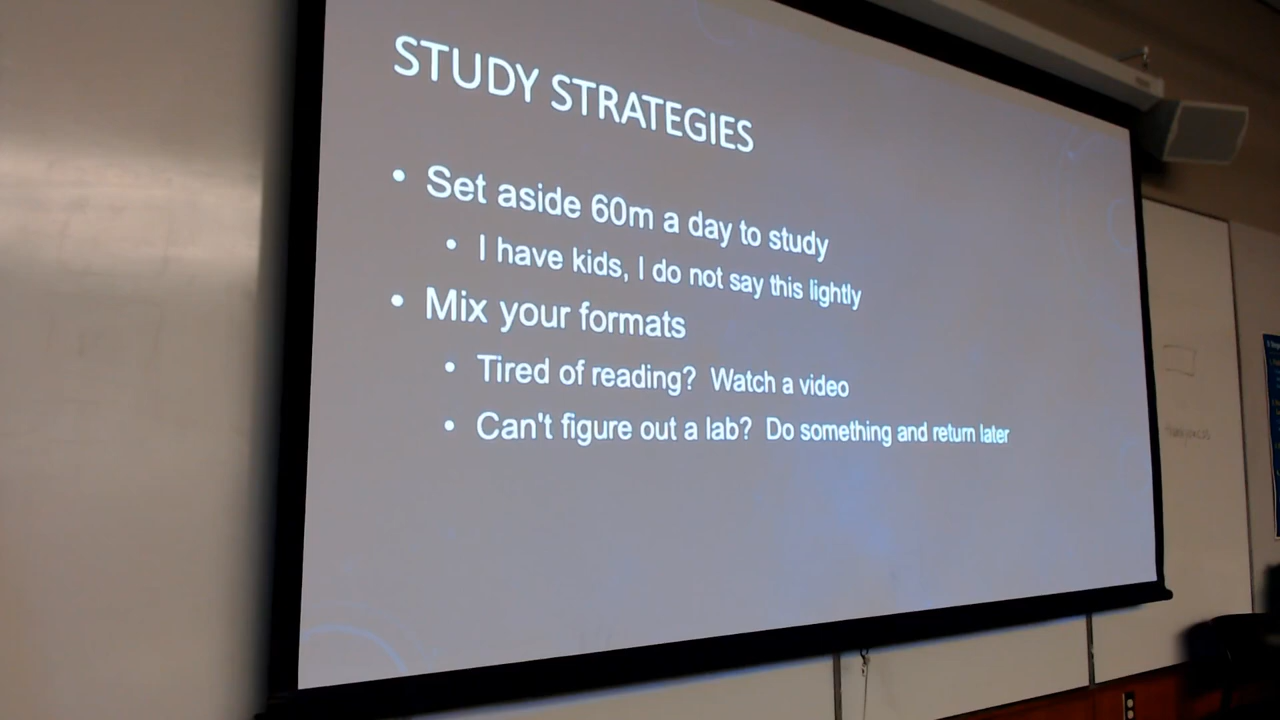 STUDY STRATEGIES
• Set aside 60m a day to study
• I have kids, I do not say this lightly
• Mix your formats
• Tired of reading? Watch a video
• Can't figure out a lab? Do something and return later